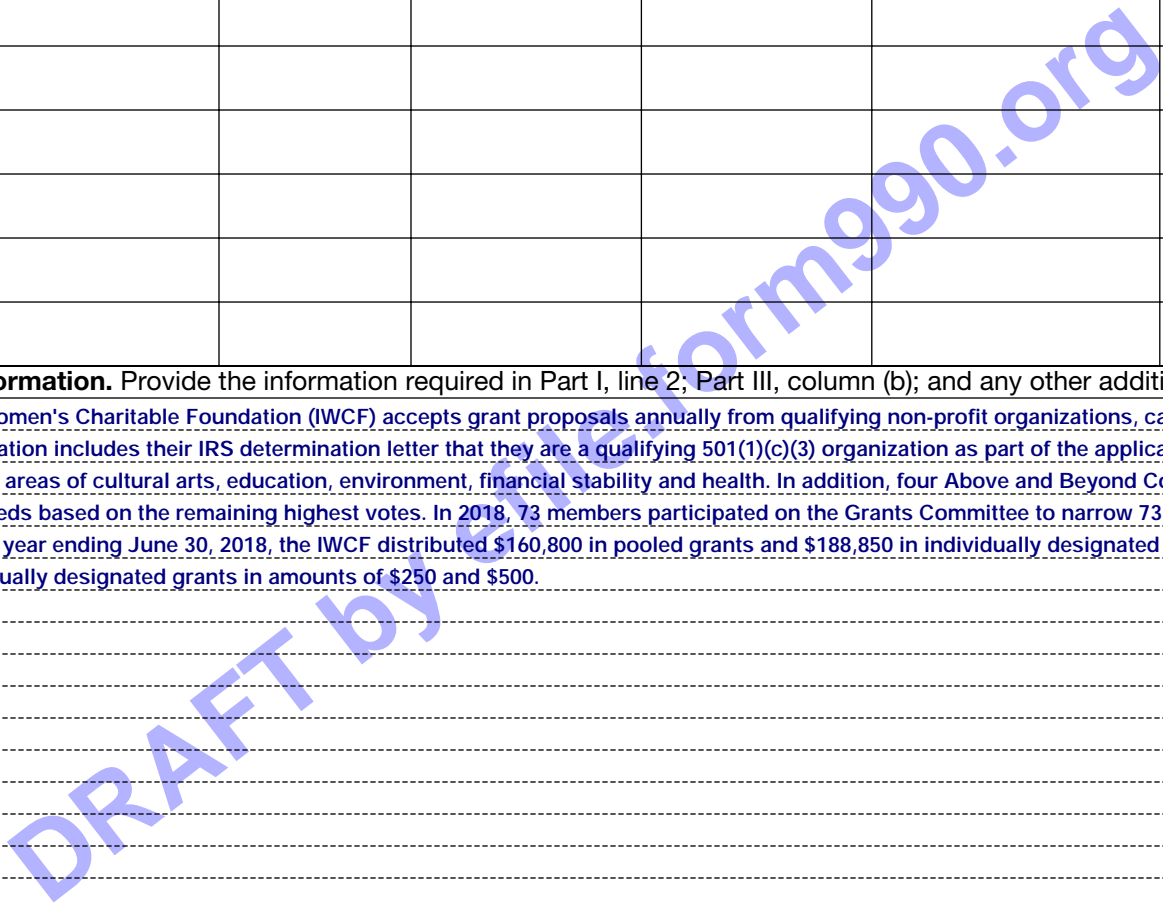 ormation. Provide the information required in Part I, line 2; Part III, column (b); and any other additi
omen's Charitable Foundation (IWCF) accepts grant proposals annually from qualifying non-profit organizations, ca
ation includes their IRS determination letter that they are a qualifying 501(1)(c)(3) organization as part of the applica
areas of cultural arts, education, environment, financial stability and health. In addition, four Above and Beyond Co
eds based on the remaining highest votes. In 2018, 73 members participated on the Grants Committee to narrow 73
year ending June 30, 2018, the IWCF distributed $160,800 in pooled grants and $188,850 in individually designated
ually designated grants in amounts of $250 and $500.
DRAFT by efile.form990.org